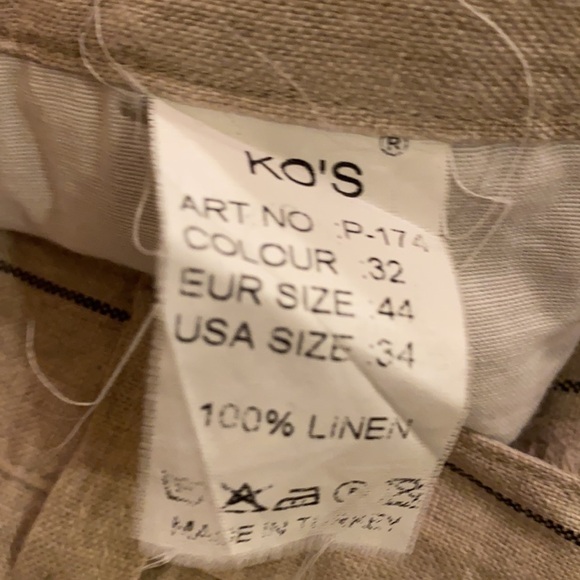 ®
KO'S
ART NO :P-174
COLOUR :32
EUR SIZE :44
USA SIZE :34
100% LINEN
MADE IN TURKEY